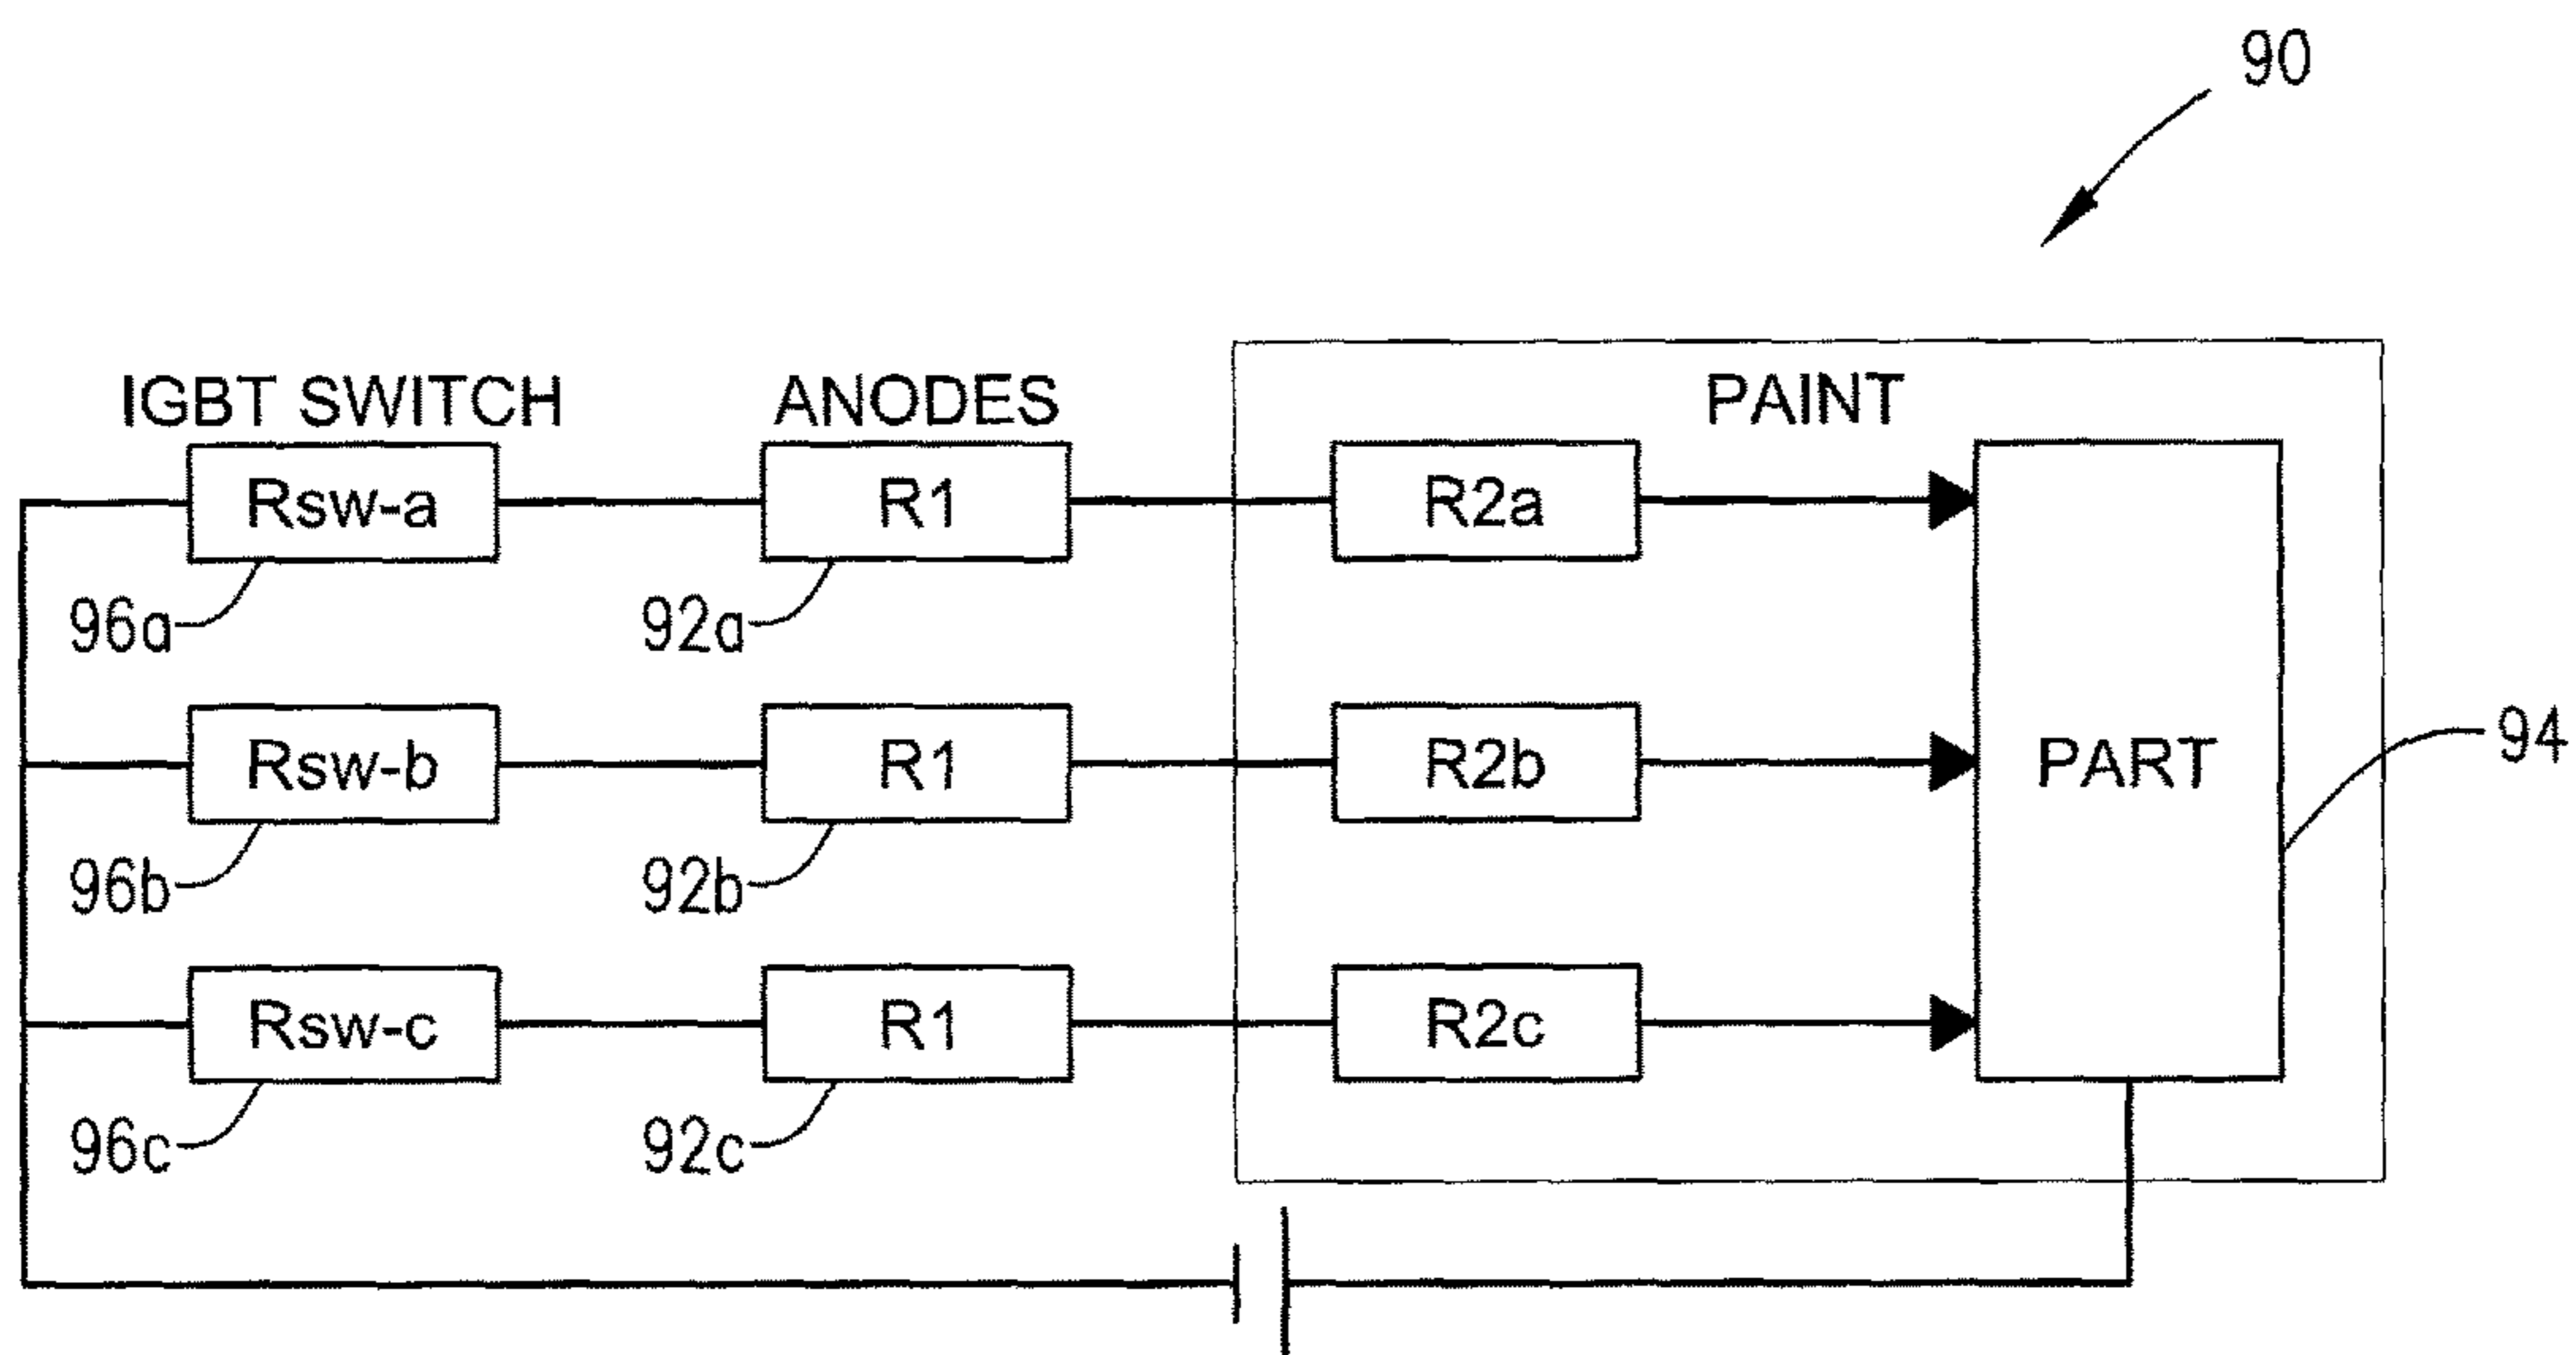 90
IGBT SWITCH ANODES PAINT
Rsw-a R1 R2a
96a 92a
Rsw-b R1 R2b PART 94
96b 92b
Rsw-c R1 R2c
96c 92c